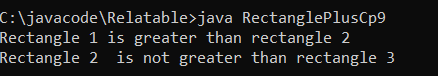 C:\javacode\Relatable>java RectanglePlusCp9
Rectangle 1 is greater than rectangle 2
Rectangle 2  is not greater than rectangle 3